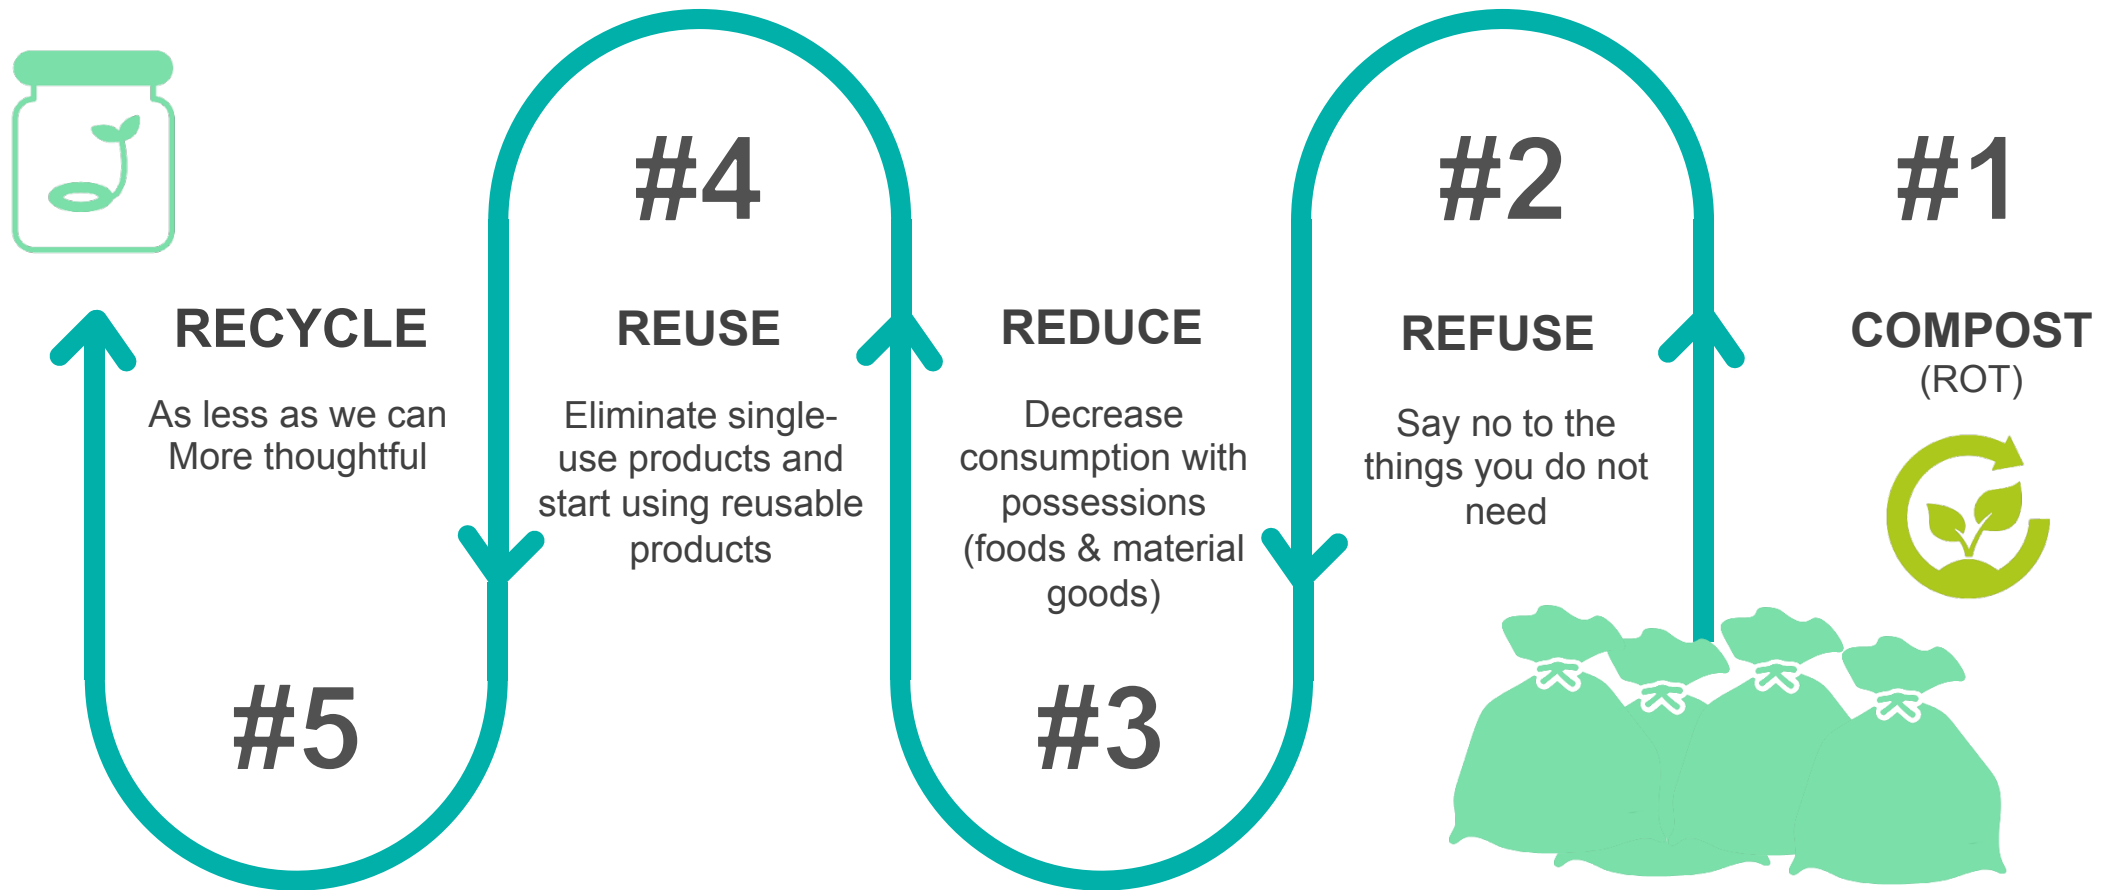 #1
COMPOST
(ROT)
#2
REFUSE
Say no to the
things you do not
need
REDUCE
Decrease
consumption with
possessions
(foods & material
goods)
#3
#4
REUSE
Eliminate single-
use products and
start using reusable
products
RECYCLE
As less as we can
More thoughtful
#5